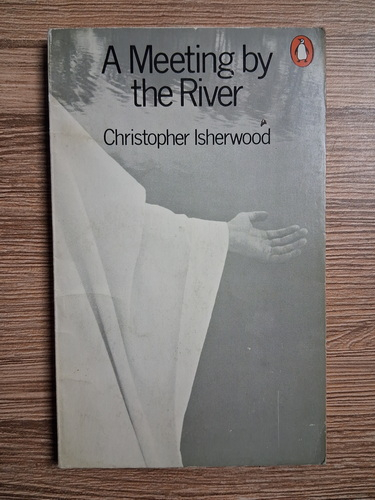 A Meeting by
the River
Christopher Isherwood